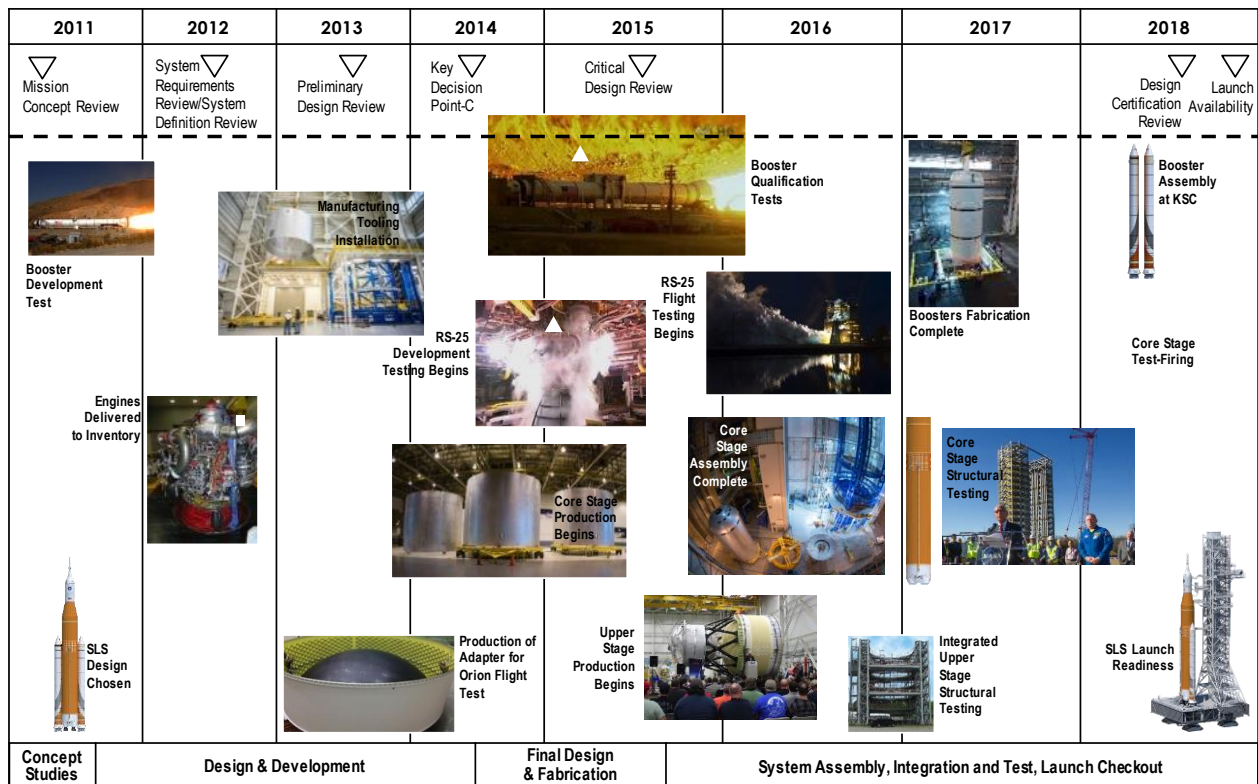 2011
2012
2013
2014
2015
2016
2017
2018
Mission
Concept Review
System
Requirements
Review/System
Definition Review
Preliminary
Design Review
Key
Decision
Point-C
Critical
Design Review
Design
Certification
Review
Launch
Availability
Booster
Development
Test
Manufacturing
Tooling
Installation
Booster
Qualification
Tests
Boosters Fabrication
Complete
Booster
Assembly
at KSC
RS-25
Development
Testing Begins
RS-25
Flight
Testing
Begins
Core Stage
Test-Firing
Engines
Delivered
to Inventory
Core Stage
Production
Begins
Core
Stage
Assembly
Complete
Core
Stage
Structural
Testing
SLS
Design
Chosen
Production of
Adapter for
Orion Flight
Test
Upper
Stage
Production
Begins
Integrated
Upper
Stage
Structural
Testing
SLS Launch
Readiness
Concept
Studies
Design & Development
Final Design
& Fabrication
System Assembly, Integration and Test, Launch Checkout